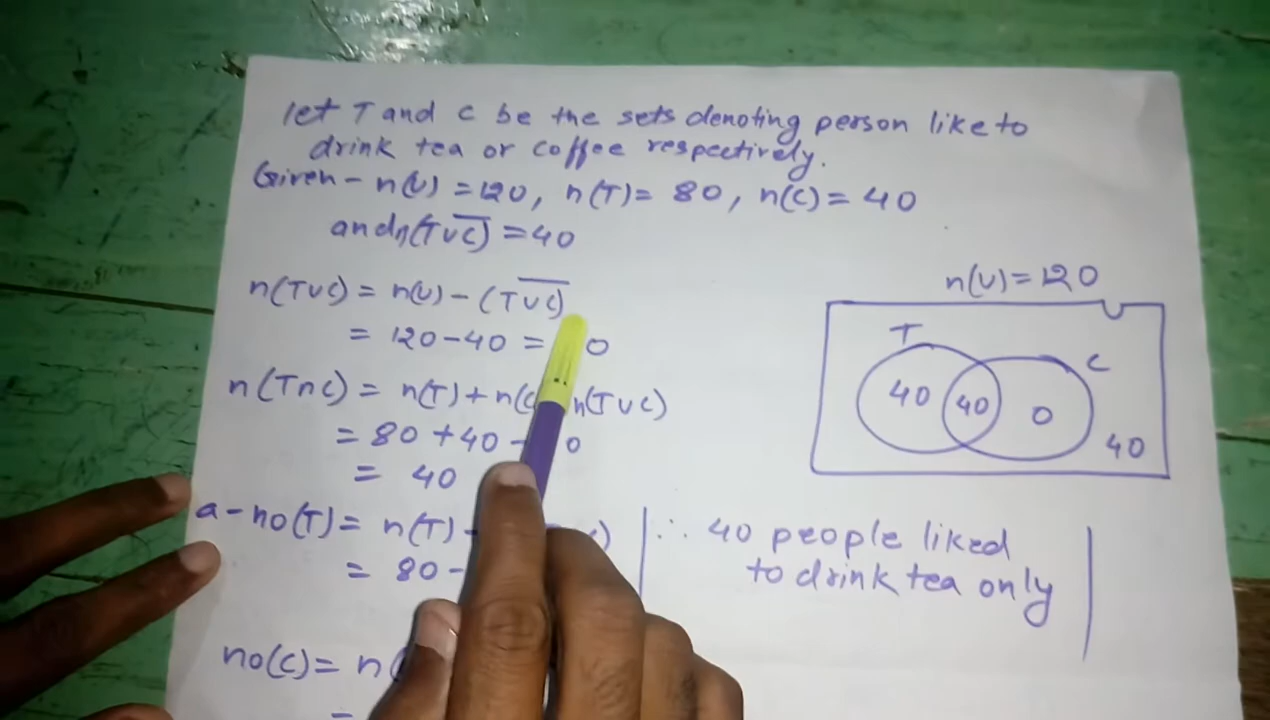 let T and C be the sets denoting person like to
drink tea or coffee respectively.
Given - n(U) = 120, n(T) = 80, n(C) = 40
and n(T∪C)̅ = 40
n(T∪C) = n(U) - (T∪C)̅
= 120 - 40 = 0
n(T∩C) = n(T) + n(C n(T∪C)
= 80 + 40 - 0
= 40
a - no(T) = n(T) - )
= 80 -
no(C) = n(
=
n(U) = 120
T
C
40
40
0
40
∴ 40 people liked
to drink tea only